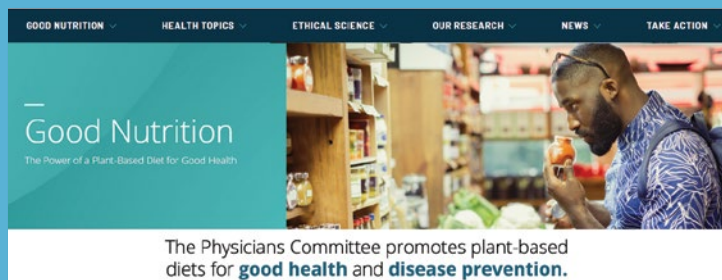 GOOD NUTRITION HEALTH TOPICS ETHICAL SCIENCE OUR RESEARCH NEWS TAKE ACTION
Good Nutrition
The Power of a Plant-Based Diet for Good Health
The Physicians Committee promotes plant-based
diets for good health and disease prevention.